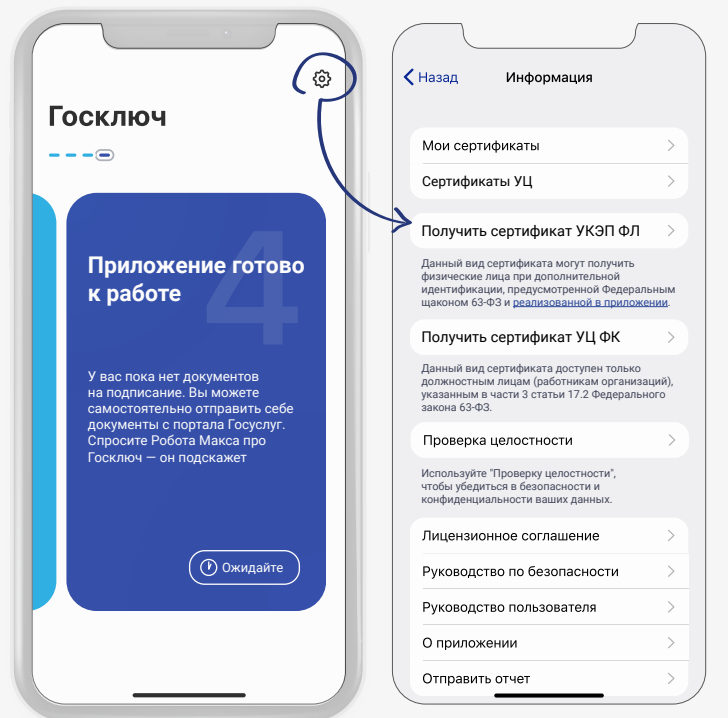 Госключ
4
Приложение готово
к работе
У вас пока нет документов
на подписание. Вы можете
самостоятельно отправить себе
документы с портала Госуслуг.
Спросите Робота Макса про
Госключ — он подскажет
Ожидайте
Назад
Информация
Мои сертификаты
Сертификаты УЦ
Получить сертификат УКЭП ФЛ
Данный вид сертификата могут получить
физические лица при дополнительной
идентификации, предусмотренной Федеральным
щаконом 63-ФЗ и реализованной в приложении.
Получить сертификат УЦ ФК
Данный вид сертификата доступен только
должностным лицам (работникам организаций),
указанным в части 3 статьи 17.2 Федерального
закона 63-ФЗ.
Проверка целостности
Используйте "Проверку целостности",
чтобы убедиться в безопасности и
конфиденциальности ваших данных.
Лицензионное соглашение
Руководство по безопасности
Руководство пользователя
О приложении
Отправить отчет